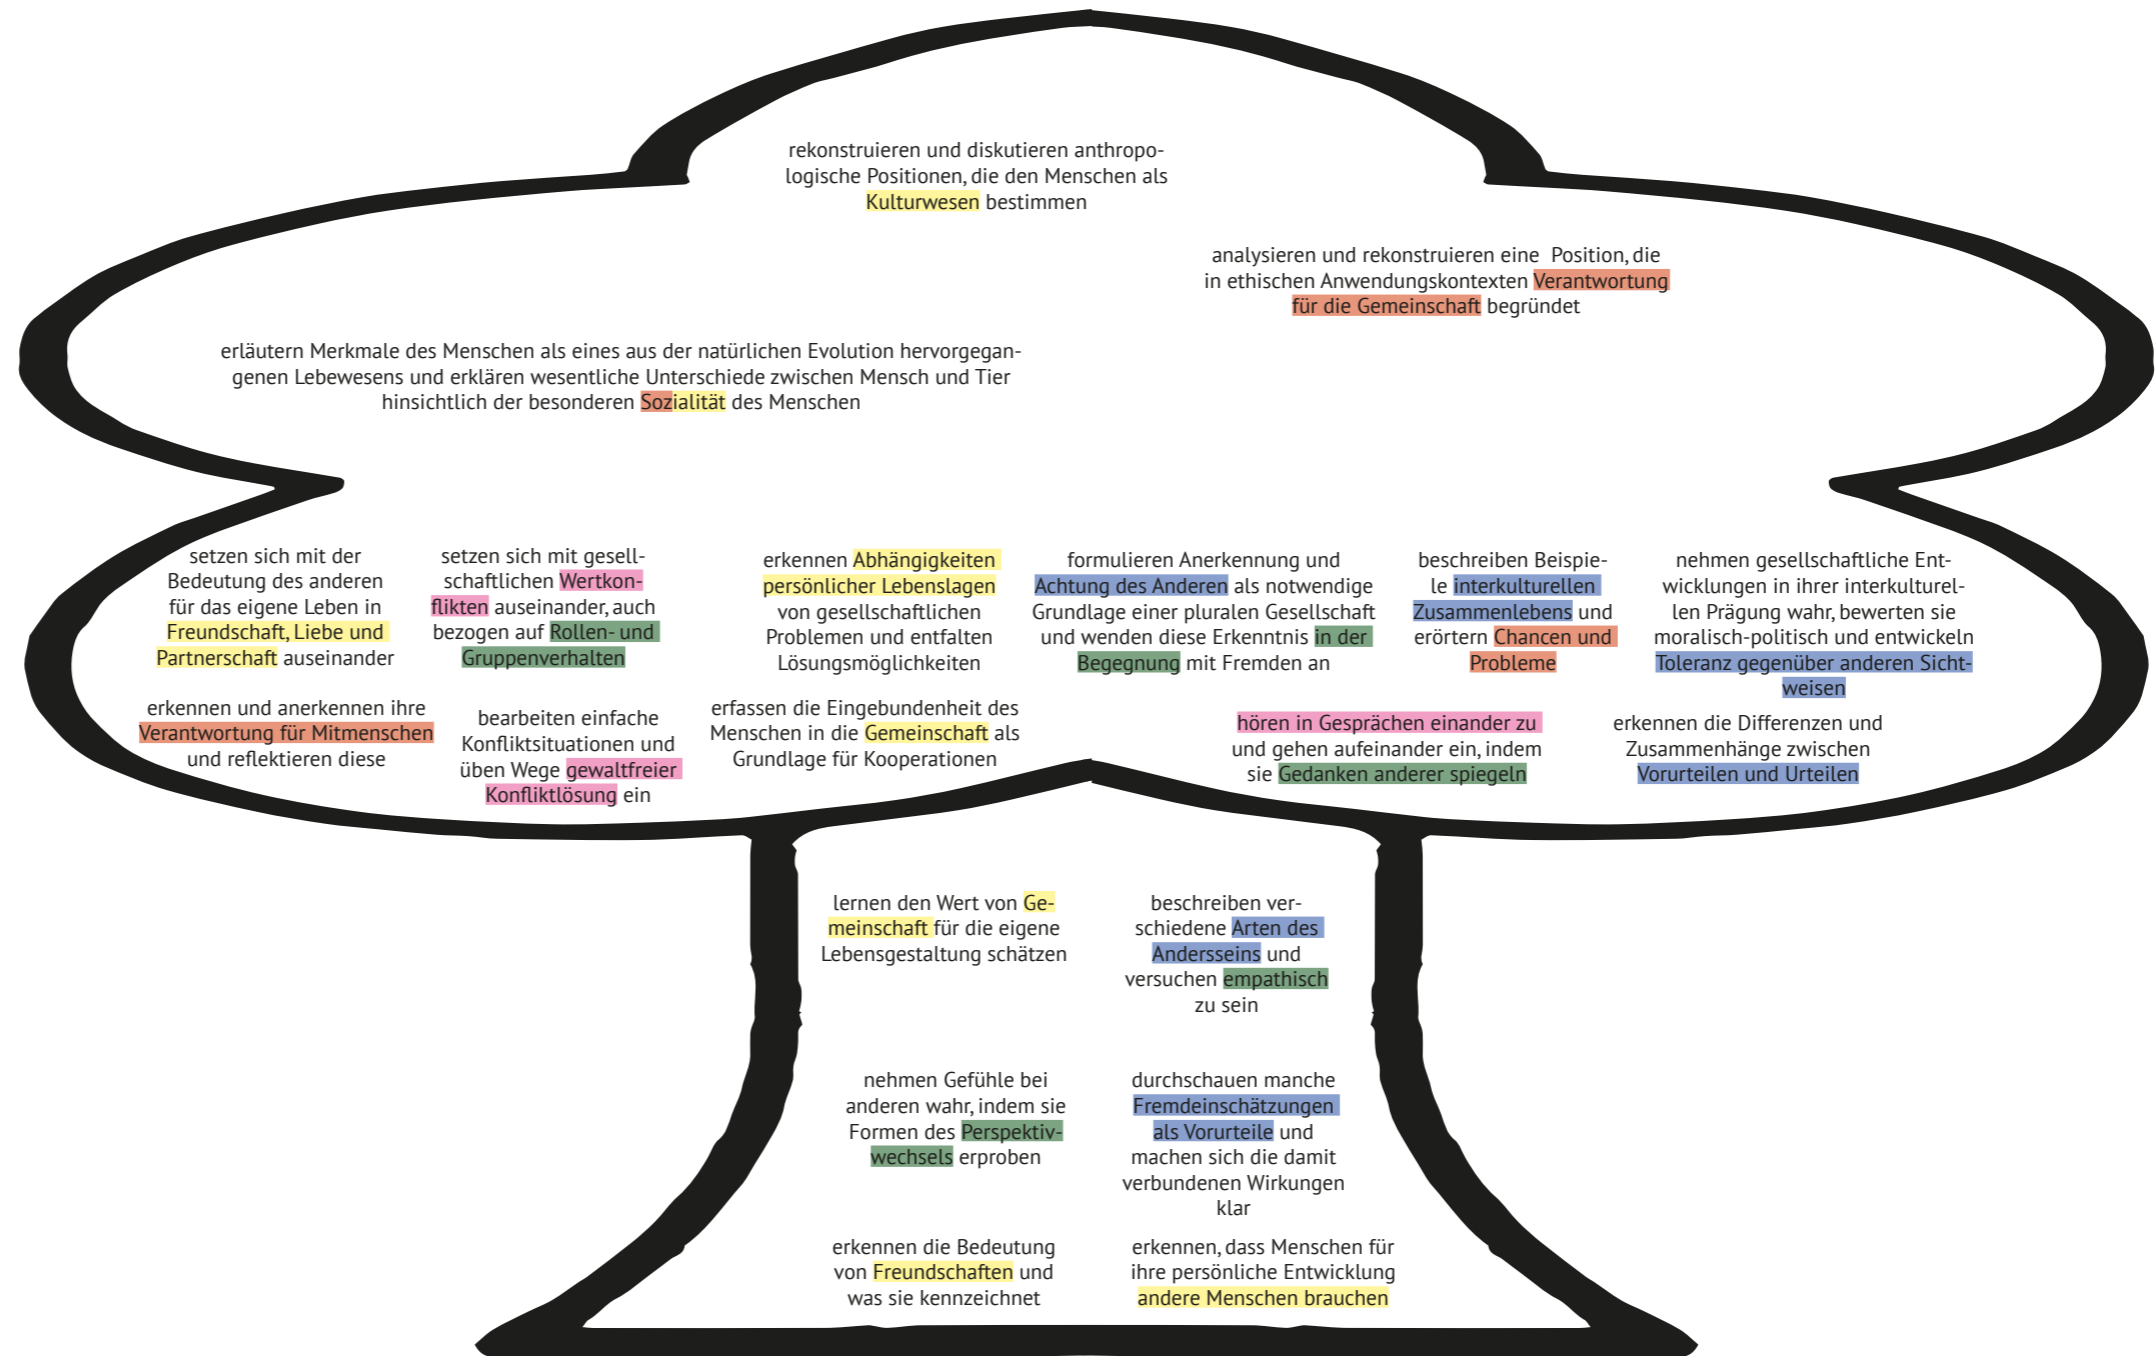 rekonstruieren und diskutieren anthropo-
logische Positionen, die den Menschen als
Kulturwesen bestimmen
analysieren und rekonstruieren eine Position, die
in ethischen Anwendungskontexten Verantwortung
für die Gemeinschaft begründet
erläutern Merkmale des Menschen als eines aus der natürlichen Evolution hervorgegan-
genen Lebewesens und erklären wesentliche Unterschiede zwischen Mensch und Tier
hinsichtlich der besonderen Sozialität des Menschen
setzen sich mit der
Bedeutung des anderen
für das eigene Leben in
Freundschaft, Liebe und
Partnerschaft auseinander
setzen sich mit gesell-
schaftlichen Wertkon-
flikten auseinander, auch
bezogen auf Rollen- und
Gruppenverhalten
erkennen Abhängigkeiten
persönlicher Lebenslagen
von gesellschaftlichen
Problemen und entfalten
Lösungsmöglichkeiten
formulieren Anerkennung und
Achtung des Anderen als notwendige
Grundlage einer pluralen Gesellschaft
und wenden diese Erkenntnis in der
Begegnung mit Fremden an
beschreiben Beispie-
le interkulturellen
Zusammenlebens und
erörtern Chancen und
Probleme
nehmen gesellschaftliche Ent-
wicklungen in ihrer interkulturel-
len Prägung wahr, bewerten sie
moralisch-politisch und entwickeln
Toleranz gegenüber anderen Sicht-
weisen
erkennen und anerkennen ihre
Verantwortung für Mitmenschen
und reflektieren diese
bearbeiten einfache
Konfliktsituationen und
üben Wege gewaltfreier
Konfliktlösung ein
erfassen die Eingebundenheit des
Menschen in die Gemeinschaft als
Grundlage für Kooperationen
hören in Gesprächen einander zu
und gehen aufeinander ein, indem
sie Gedanken anderer spiegeln
erkennen die Differenzen und
Zusammenhänge zwischen
Vorurteilen und Urteilen
lernen den Wert von Ge-
meinschaft für die eigene
Lebensgestaltung schätzen
beschreiben ver-
schiedene Arten des
Andersseins und
versuchen empathisch
zu sein
nehmen Gefühle bei
anderen wahr, indem sie
Formen des Perspektiv-
wechsels erproben
durchschauen manche
Fremdeinschätzungen
als Vorurteile und
machen sich die damit
verbundenen Wirkungen
klar
erkennen die Bedeutung
von Freundschaften und
was sie kennzeichnet
erkennen, dass Menschen für
ihre persönliche Entwicklung
andere Menschen brauchen